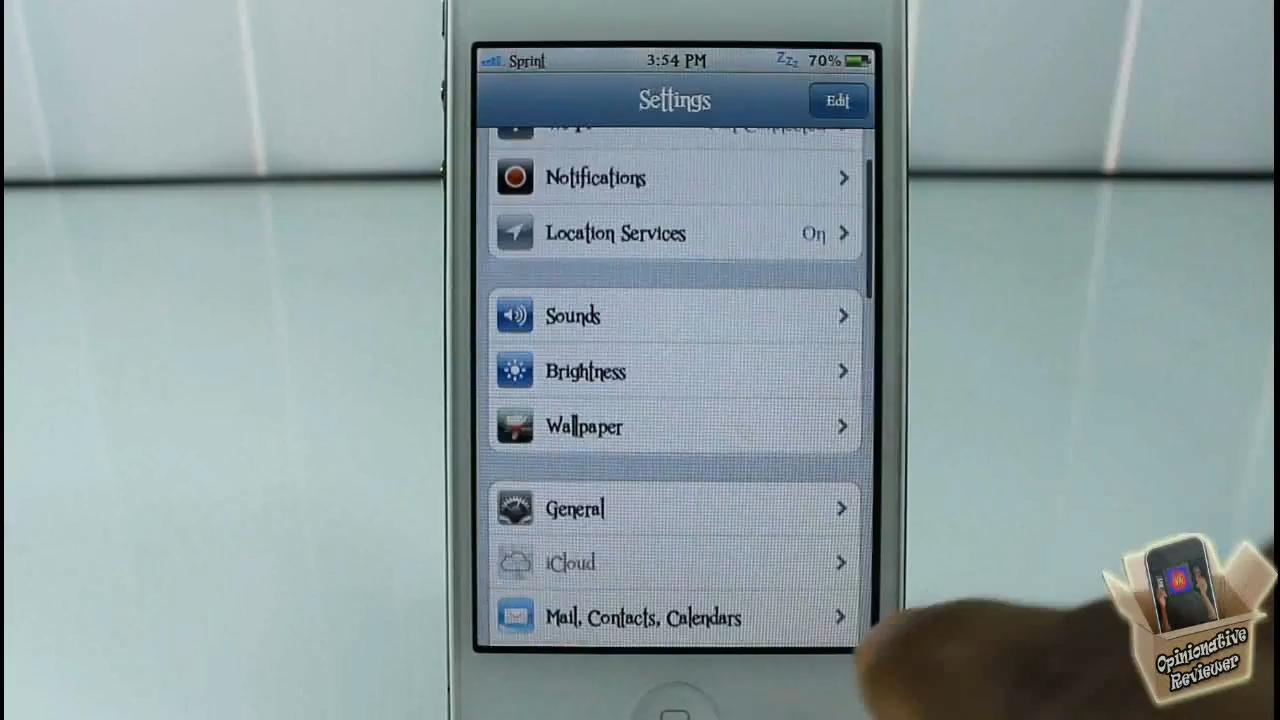 Sprint 3:54 PM Zzz 70%
Settings Edit
Notifications
Location Services On
Sounds
Brightness
Wallpaper
General
iCloud
Mail, Contacts, Calendars
Opinionative
Reviewer